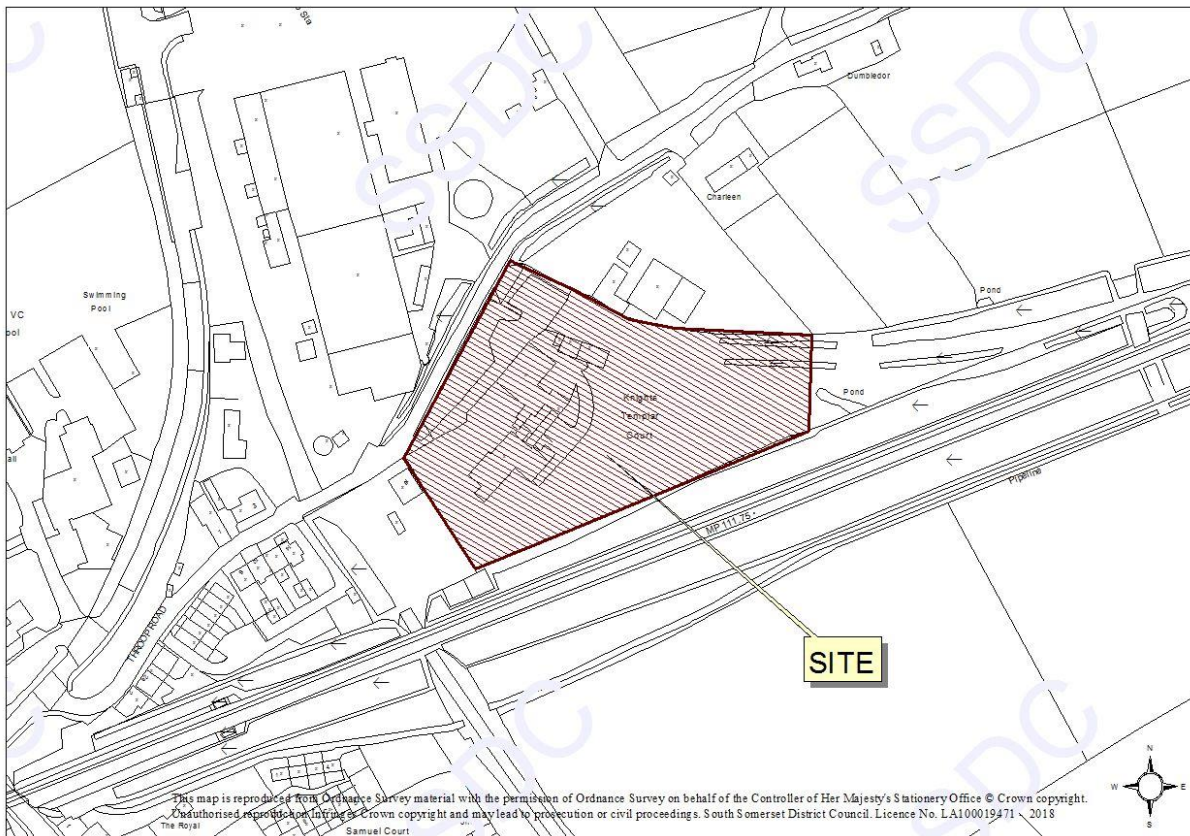 SSDC
SSDC
Sta
Dumbledor
Charleen
Swimming
Pool
VC
ool
Pond
Pond
Knights
Templar
Court
Pipeline
MP 111.75
THROOP ROAD
SITE
SSDC
SSDC
N
W
E
S
This map is reproduced from Ordnance Survey material with the permission of Ordnance Survey on behalf of the Controller of Her Majesty's Stationery Office © Crown copyright.
Unauthorised reproduction infringes Crown copyright and may lead to prosecution or civil proceedings. South Somerset District Council. Licence No. LA100019471 - 2018
The Royal
Samuel Court